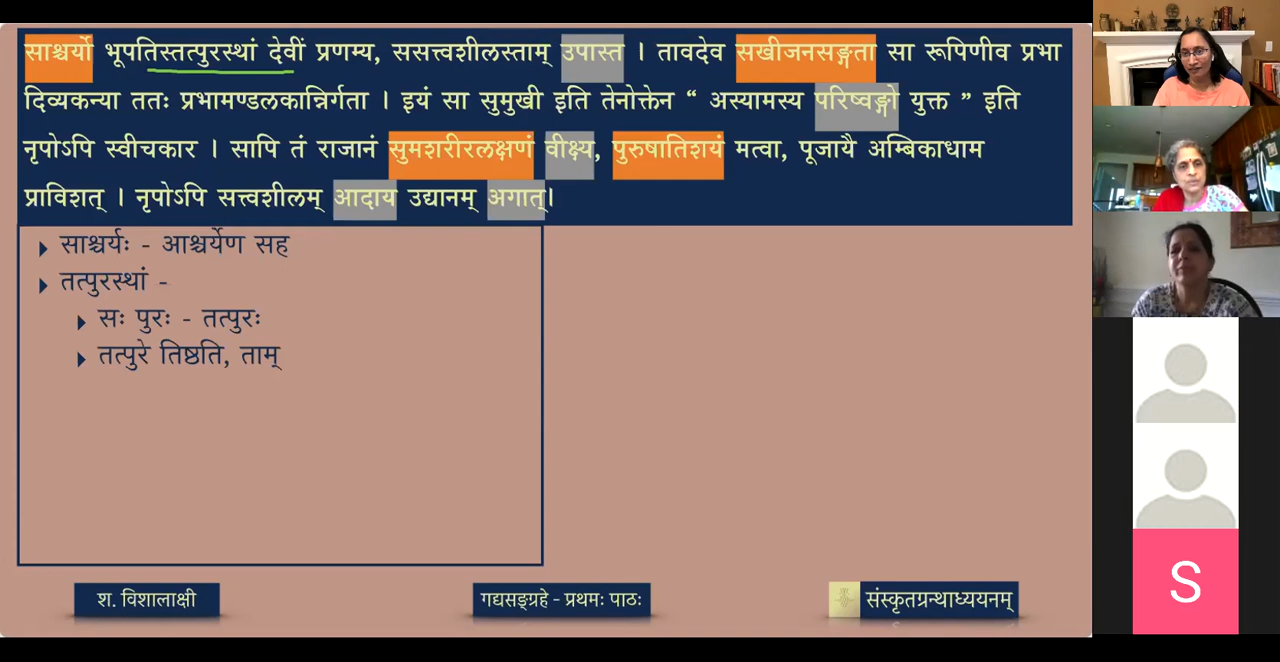 साश्चर्यो भूपतिस्तत्पुरस्थां देवीं प्रणम्य, ससत्त्वशीलस्ताम् उपास्त । तावदेव सखीजनसङ्गता सा रूपिणीव प्रभा
दिव्यकन्या ततः प्रभामण्डलकान्निर्गता । इयं सा सुमुखी इति तेनोक्तेन “ अस्यामस्य परिष्वङ्गो युक्त ” इति
नृपोऽपि स्वीचकार । सापि तं राजानं सुमशरीरलक्षणं वीक्ष्य, पुरुषातिशयं मत्वा, पूजायै अम्बिकाधाम
प्राविशत् । नृपोऽपि सत्त्वशीलम् आदाय उद्यानम् अगात्।
साश्चर्यः - आश्चर्येण सह
तत्पुरस्थां -
सः पुरः - तत्पुरः
तत्पुरे तिष्ठति, ताम्
श. विशालाक्षी
गद्यसङ्ग्रहे - प्रथमः पाठः
संस्कृतग्रन्थाध्ययनम्
S